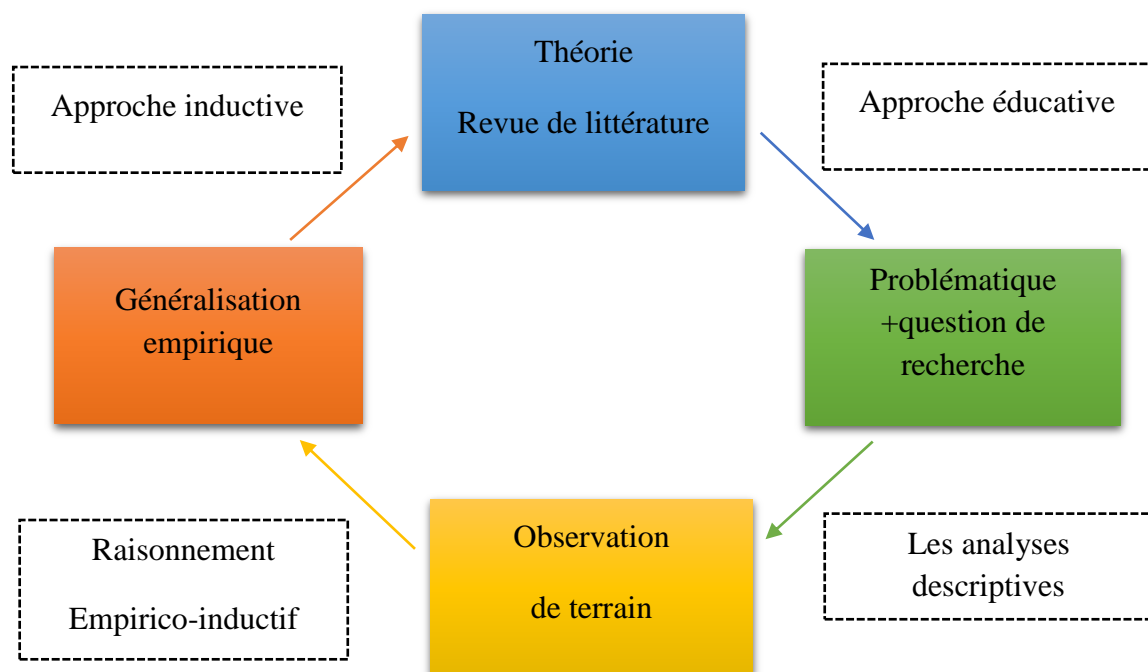 Théorie
Revue de littérature
Approche inductive
Approche éducative
Généralisation
empirique
Problématique
+question de
recherche
Raisonnement
Empirico-inductif
Observation
de terrain
Les analyses
descriptives